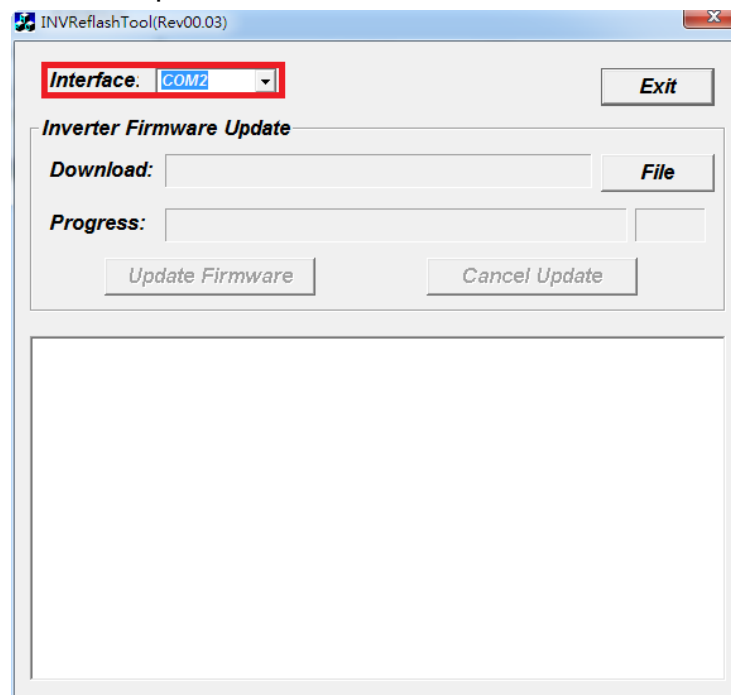 INVReflashTool(Rev00.03)
Interface: COM2
Exit
Inverter Firmware Update
Download:
File
Progress:
Update Firmware
Cancel Update